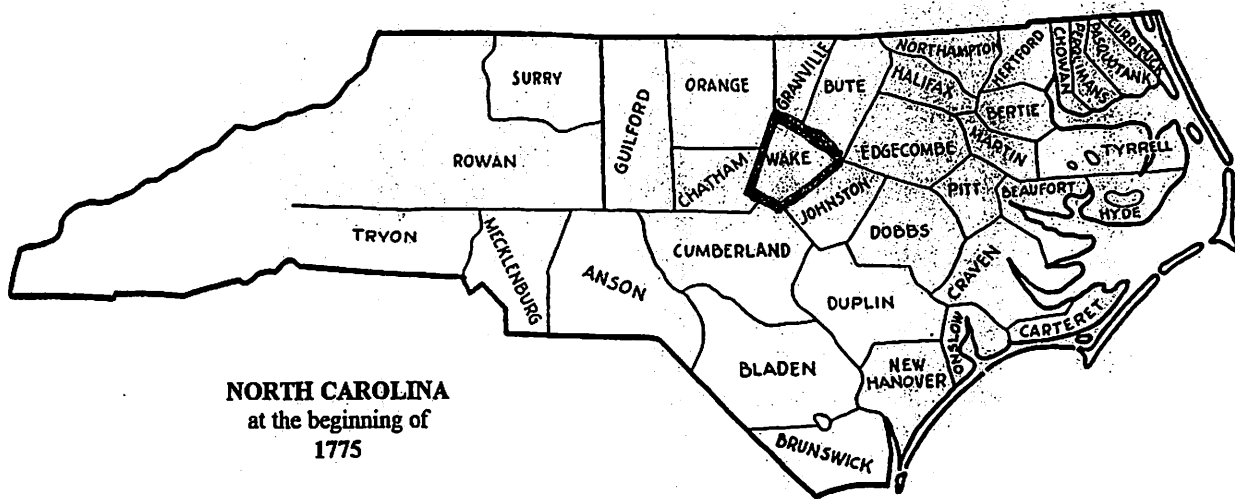 SURRY
GUILFORD
ORANGE
GRANVILLE
BUTE
NORTHAMPTON
HERTFORD
CHOWAN
PERQUIMANS
PASQUOTANK
CURRITUCK
HALIFAX
BERTIE
ROWAN
CHATHAM
WAKE
EDGECOMBE
MARTIN
TYRRELL
JOHNSTON
PITT
BEAUFORT
HYDE
TRYON
MECKLENBURG
ANSON
CUMBERLAND
DOBBS
CRAVEN
DUPLIN
ONSLOW
CARTERET
BLADEN
NEW
HANOVER
BRUNSWICK
NORTH CAROLINA
at the beginning of
1775